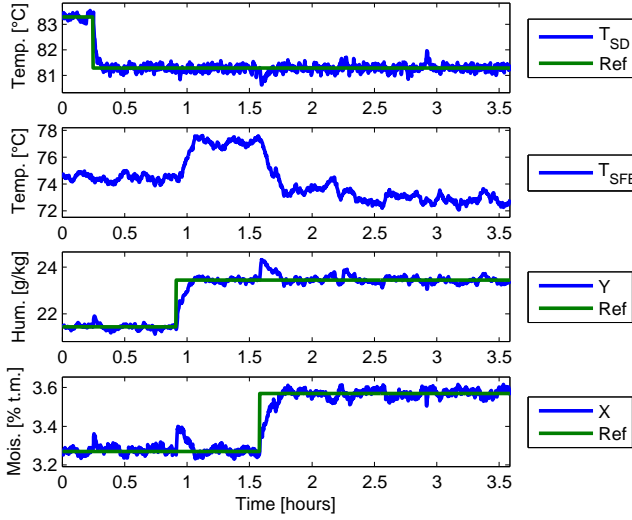 Temp. [°C]
83
82
81
0 0.5 1 1.5 2 2.5 3 3.5
T_SD
Ref
Temp. [°C]
78
76
74
72
0 0.5 1 1.5 2 2.5 3 3.5
T_SFB
Hum. [g/kg]
24
21
0 0.5 1 1.5 2 2.5 3 3.5
Y
Ref
Mois. [% t.m.]
3.6
3.4
3.2
0 0.5 1 1.5 2 2.5 3 3.5
Time [hours]
X
Ref